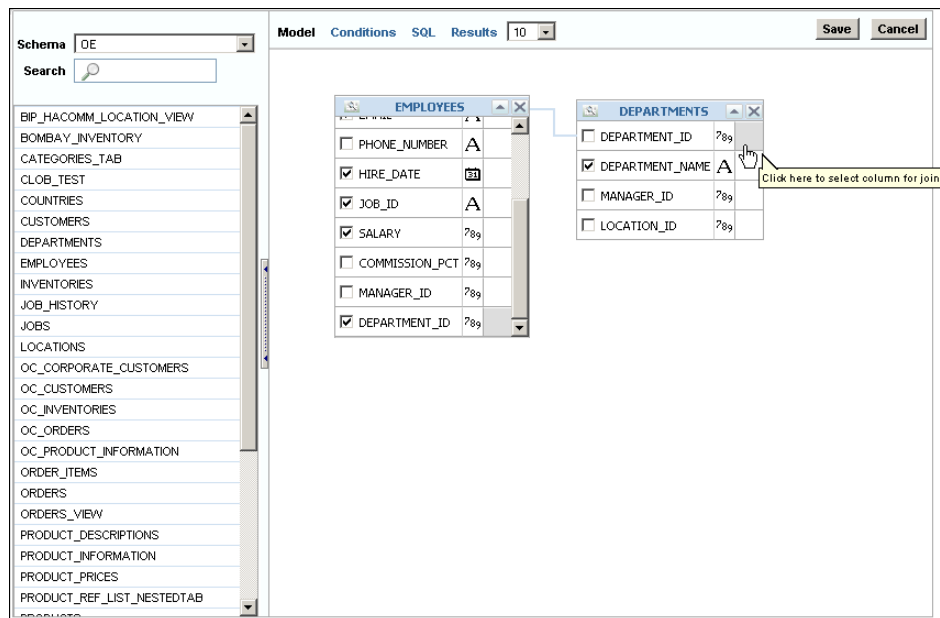 Schema OE
Search
Model Conditions SQL Results 10 Save Cancel
BIP_HACOMM_LOCATION_VIEW
BOMBAY_INVENTORY
CATEGORIES_TAB
CLOB_TEST
COUNTRIES
CUSTOMERS
DEPARTMENTS
EMPLOYEES
INVENTORIES
JOB_HISTORY
JOBS
LOCATIONS
OC_CORPORATE_CUSTOMERS
OC_CUSTOMERS
OC_INVENTORIES
OC_ORDERS
OC_PRODUCT_INFORMATION
ORDER_ITEMS
ORDERS
ORDERS_VIEW
PRODUCT_DESCRIPTIONS
PRODUCT_INFORMATION
PRODUCT_PRICES
PRODUCT_REF_LIST_NESTEDTAB
EMPLOYEES
EMAIL A
PHONE_NUMBER A
HIRE_DATE 31
JOB_ID A
SALARY 789
COMMISSION_PCT 789
MANAGER_ID 789
DEPARTMENT_ID 789
DEPARTMENTS
DEPARTMENT_ID 789
DEPARTMENT_NAME A
MANAGER_ID 789
LOCATION_ID 789
Click here to select column for join